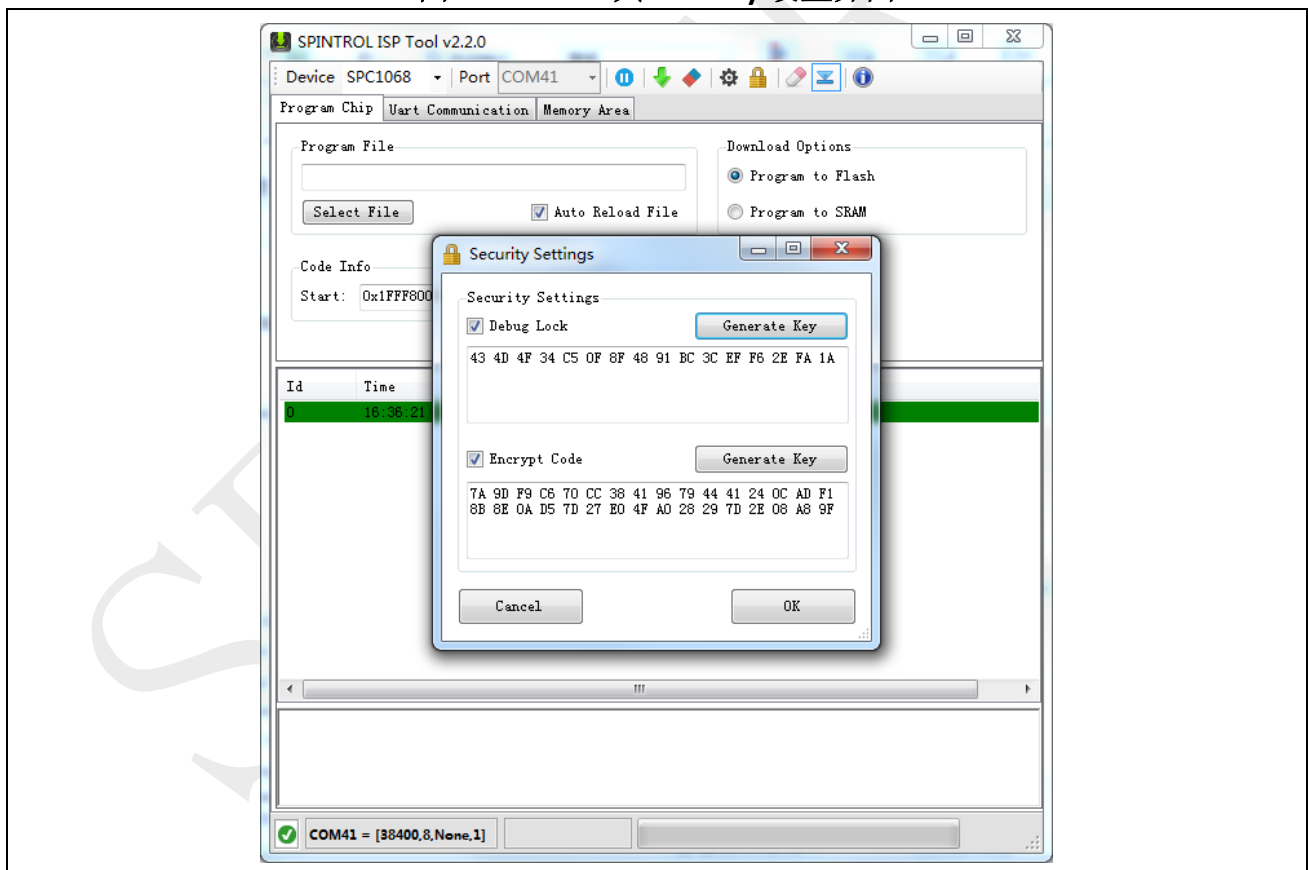 SPINTROL ISP Tool v2.2.0
Device SPC1068 Port COM41
Program Chip Uart Communication Memory Area
Program File
Download Options
Program to Flash
Select File Auto Reload File
Program to SRAM
Code Info
Start: 0x1FFF800
Security Settings
Security Settings
Debug Lock Generate Key
43 4D 4F 34 C5 0F 8F 48 91 BC 3C EF F6 2E FA 1A
Id Time
0 16:36:21
Encrypt Code Generate Key
7A 9D F9 C6 70 CC 38 41 96 79 44 41 24 0C AD F1
8B 8E 0A D5 7D 27 E0 4F A0 28 29 7D 2E 08 A8 9F
Cancel OK
COM41 = [38400,8,None,1]